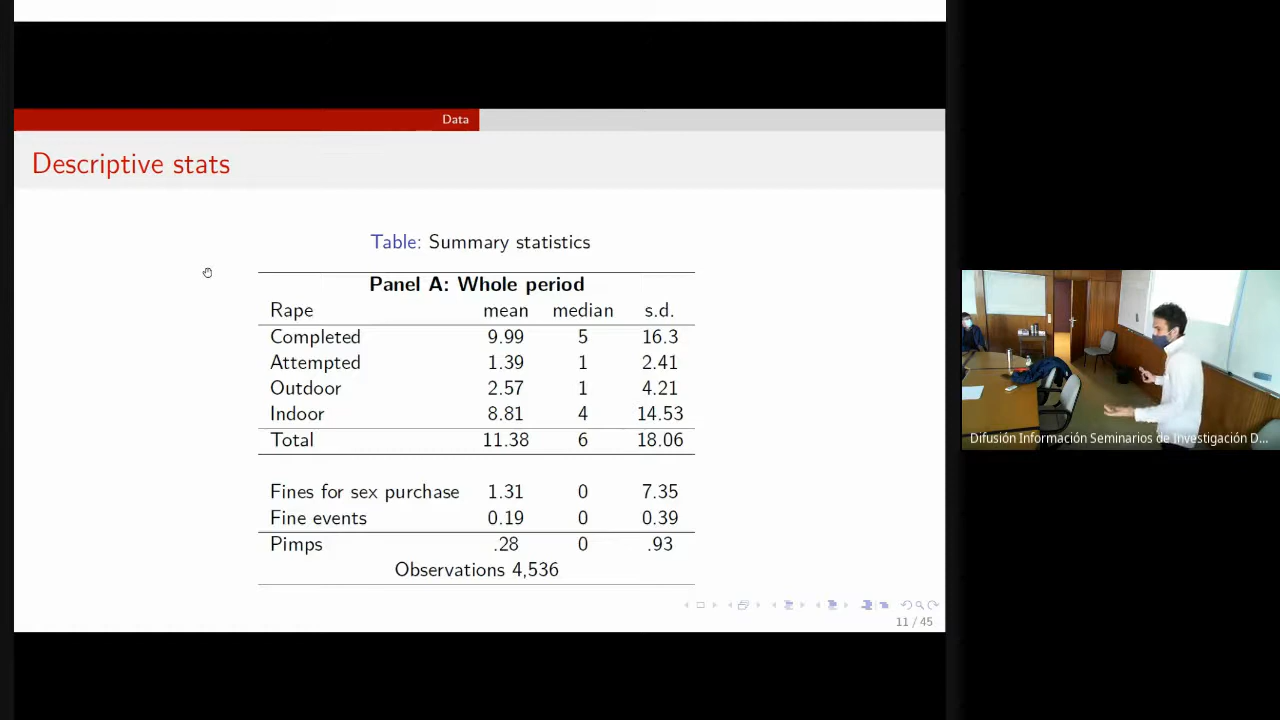 Data
Descriptive stats
Table: Summary statistics
Panel A: Whole period
Rape mean median s.d.
Completed 9.99 5 16.3
Attempted 1.39 1 2.41
Outdoor 2.57 1 4.21
Indoor 8.81 4 14.53
Total 11.38 6 18.06
Fines for sex purchase 1.31 0 7.35
Fine events 0.19 0 0.39
Pimps .28 0 .93
Observations 4,536
11 / 45
Difusión Información Seminarios de Investigación D...